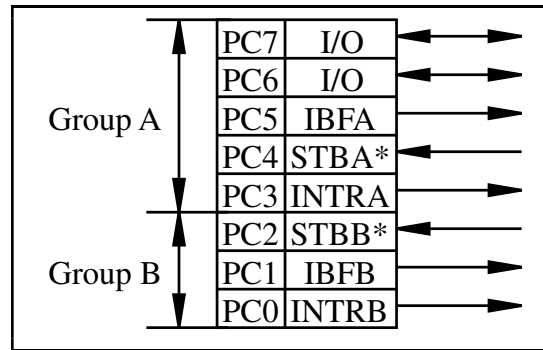 PC7 I/O
PC6 I/O
Group A PC5 IBFA
PC4 STBA*
PC3 INTRA
PC2 STBB*
Group B PC1 IBFB
PC0 INTRB